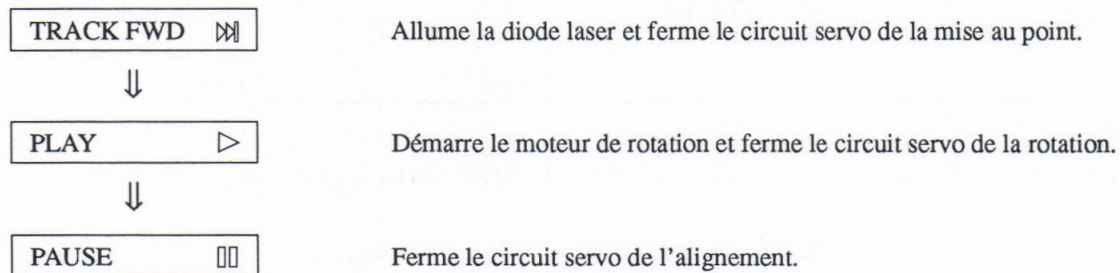 TRACK FWD Allume la diode laser et ferme le circuit servo de la mise au point.
PLAY Démarre le moteur de rotation et ferme le circuit servo de la rotation.
PAUSE Ferme le circuit servo de l'alignement.